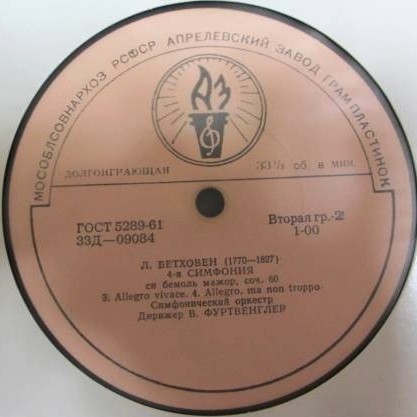 МОСОБЛСОВНАРХОЗ РСФСР АПРЕЛЕВСКИЙ ЗАВОД ГРАМПЛАСТИНОК
АЗ
ДОЛГОИГРАЮЩАЯ
33⅓ об. в мин.
ГОСТ 5289-61
33Д—09084
Вторая гр.-2
1-00
Л. БЕТХОВЕН (1770—1827)
4-я СИМФОНИЯ
си бемоль мажор, соч. 60
3. Allegro vivace. 4. Allegro, ma non troppo
Симфонический оркестр
Дирижер В. ФУРТВЕНГЛЕР